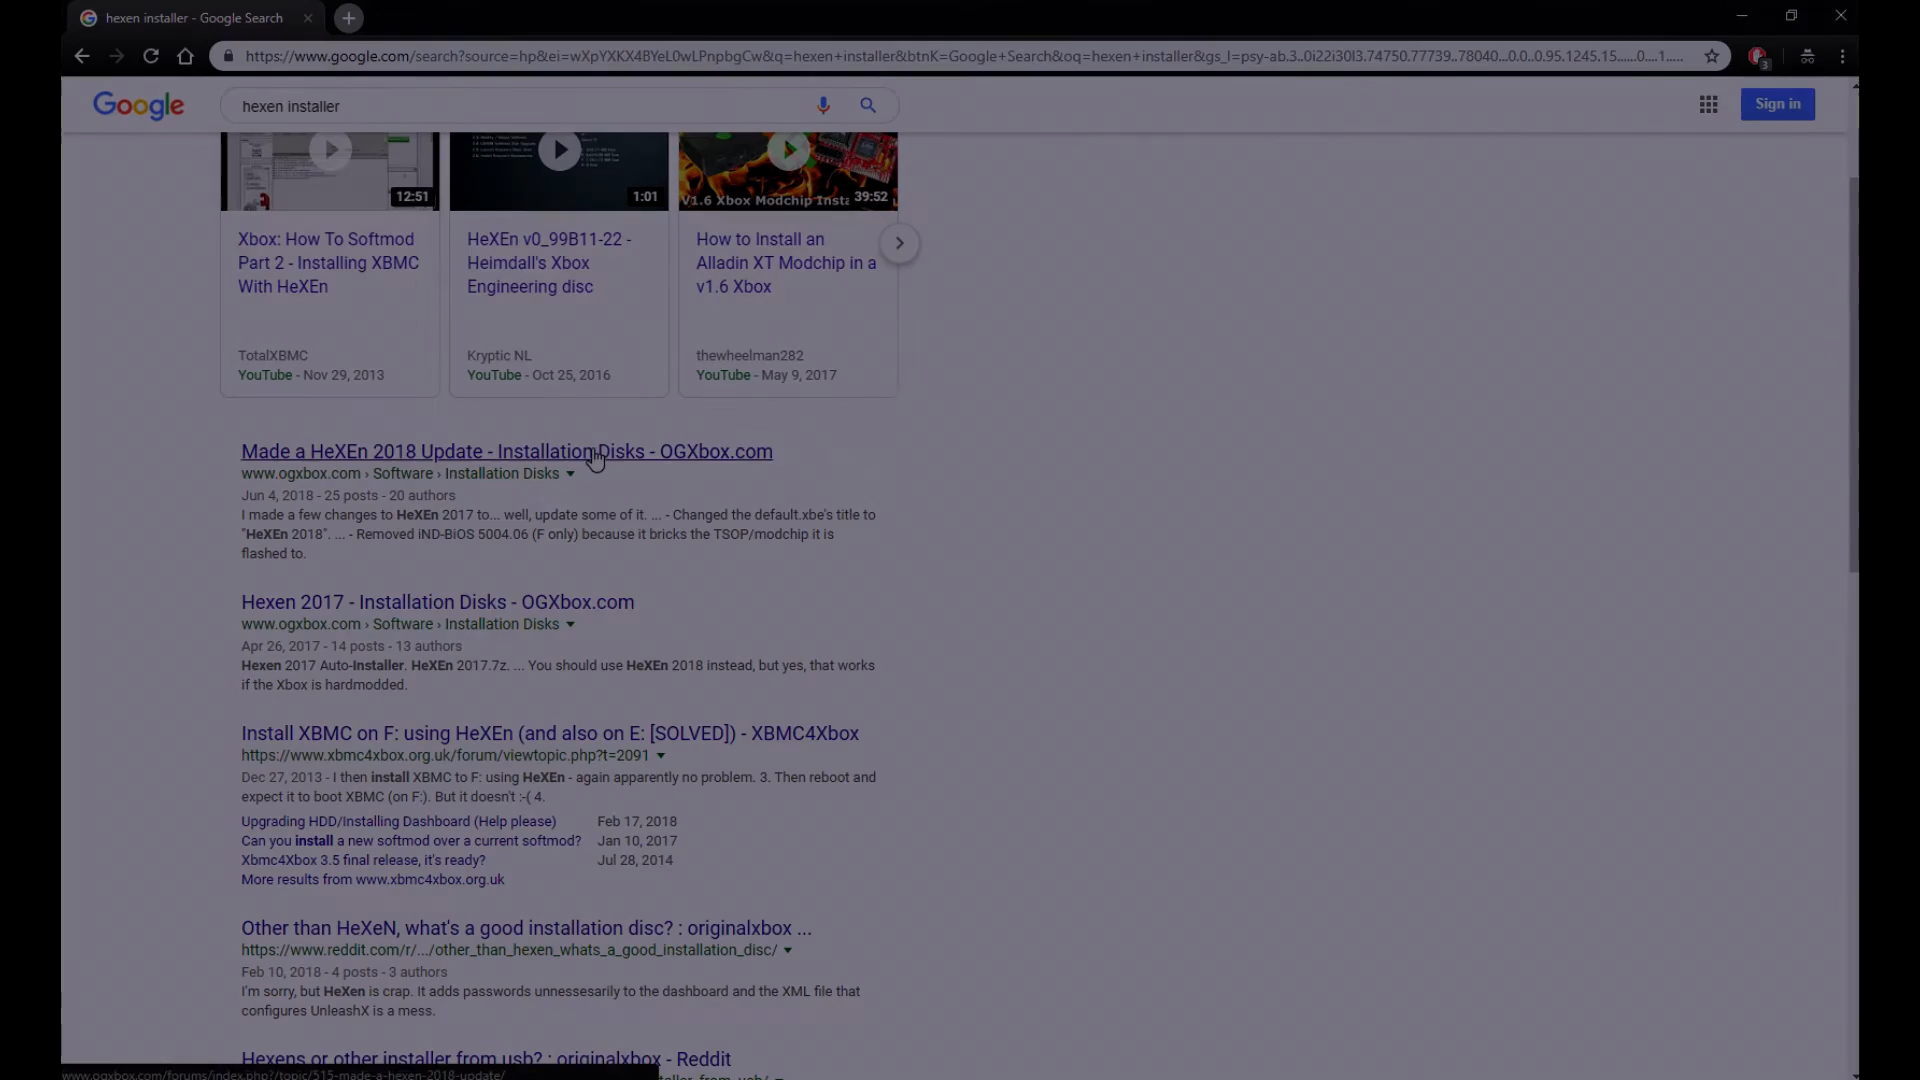 hexen installer - Google Search
https://www.google.com/search?source=hp&ei=wXpYXKX4BYeL0wLPnpbgCw&q=hexen+installer&btnK=Google+Search&oq=hexen+installer&gs_l=psy-ab.3..0i22i30l3.74750.77739..78040...0.0..0.95.1245.15......0....1.....
3
Google
hexen installer
Sign in
12:51
1:01
V1.6 Xbox Modchip Insta
39:52
Xbox: How To Softmod
Part 2 - Installing XBMC
With HeXEn
TotalXBMC
YouTube - Nov 29, 2013
HeXEn v0_99B11-22 -
Heimdall's Xbox
Engineering disc
Kryptic NL
YouTube - Oct 25, 2016
How to Install an
Alladin XT Modchip in a
v1.6 Xbox
thewheelman282
YouTube - May 9, 2017
Made a HeXEn 2018 Update - Installation Disks - OGXbox.com
www.ogxbox.com › Software › Installation Disks
Jun 4, 2018 - 25 posts - 20 authors
I made a few changes to HeXEn 2017 to... well, update some of it. ... - Changed the default.xbe's title to
"HeXEn 2018". ... - Removed iND-BiOS 5004.06 (F only) because it bricks the TSOP/modchip it is
flashed to.
Hexen 2017 - Installation Disks - OGXbox.com
www.ogxbox.com › Software › Installation Disks
Apr 26, 2017 - 14 posts - 13 authors
Hexen 2017 Auto-Installer. HeXEn 2017.7z. ... You should use HeXEn 2018 instead, but yes, that works
if the Xbox is hardmodded.
Install XBMC on F: using HeXEn (and also on E: [SOLVED]) - XBMC4Xbox
https://www.xbmc4xbox.org.uk/forum/viewtopic.php?t=2091
Dec 27, 2013 - I then install XBMC to F: using HeXEn - again apparently no problem. 3. Then reboot and
expect it to boot XBMC (on F:). But it doesn't :-( 4.
Upgrading HDD/Installing Dashboard (Help please) Feb 17, 2018
Can you install a new softmod over a current softmod? Jan 10, 2017
Xbmc4Xbox 3.5 final release, it's ready? Jul 28, 2014
More results from www.xbmc4xbox.org.uk
Other than HeXeN, what's a good installation disc? : originalxbox ...
https://www.reddit.com/r/.../other_than_hexen_whats_a_good_installation_disc/
Feb 10, 2018 - 4 posts - 3 authors
I'm sorry, but HeXen is crap. It adds passwords unnessesarily to the dashboard and the XML file that
configures UnleashX is a mess.
Hexens or other installer from usb? : originalxbox - Reddit
www.ogxbox.com/forums/index.php?/topic/515-made-a-hexen-2018-update/